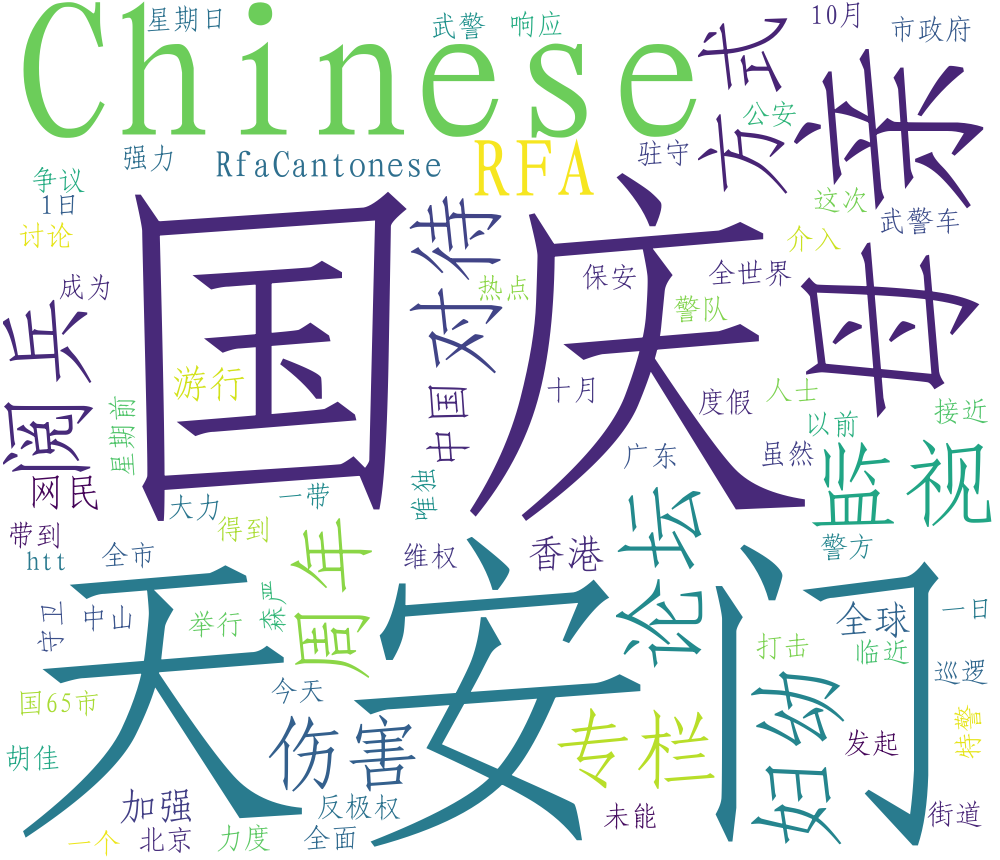 Chinese
星期日
武警
响应
10月
市政府
方式
母亲
公安
强力
RfaCantonese
RFA
驻守
争议
1日
讨论
这次
武警车
介入
对待
国庆
成为
热点
保安
全世界
警队
阅兵
游行
中国
十月
度假
人士
以前
接近
星期前
网民
大力
一带
唯独
广东
虽然
监视
带到
得到
htt
全市
周年
维权
香港
论坛
警方
天安门
守卫
中山
举行
森严
全球
一日
临近
打击
巡逻
国65市
今天
妇幼
胡佳
伤害
专栏
发起
特警
加强
反极权
未能
街道
一个
北京
力度
全面